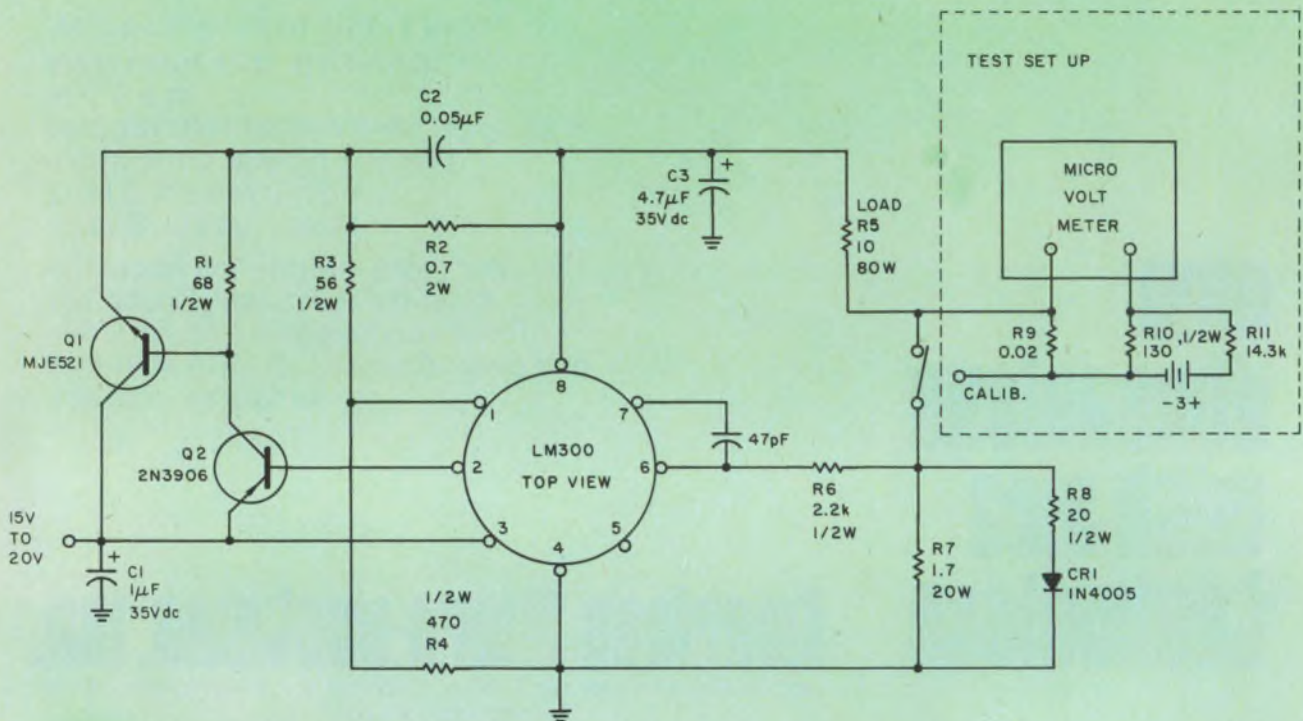 TEST SET UP
C2
0.05µF
MICRO
VOLT
METER
C3
4.7µF
35Vdc
+
LOAD
R5
10
80W
R1
68
1/2W
R3
56
1/2W
R2
0.7
2W
Q1
MJE521
R9
0.02
R10
130
,1/2W
R11
14.3k
CALIB.
-3+
8
1
7
2
6
3
5
4
LM300
TOP VIEW
47pF
Q2
2N3906
R6
2.2k
1/2W
R8
20
1/2W
15V
TO
20V
+
C1
1µF
35Vdc
R7
1.7
20W
CR1
1N4005
1/2W
470
R4